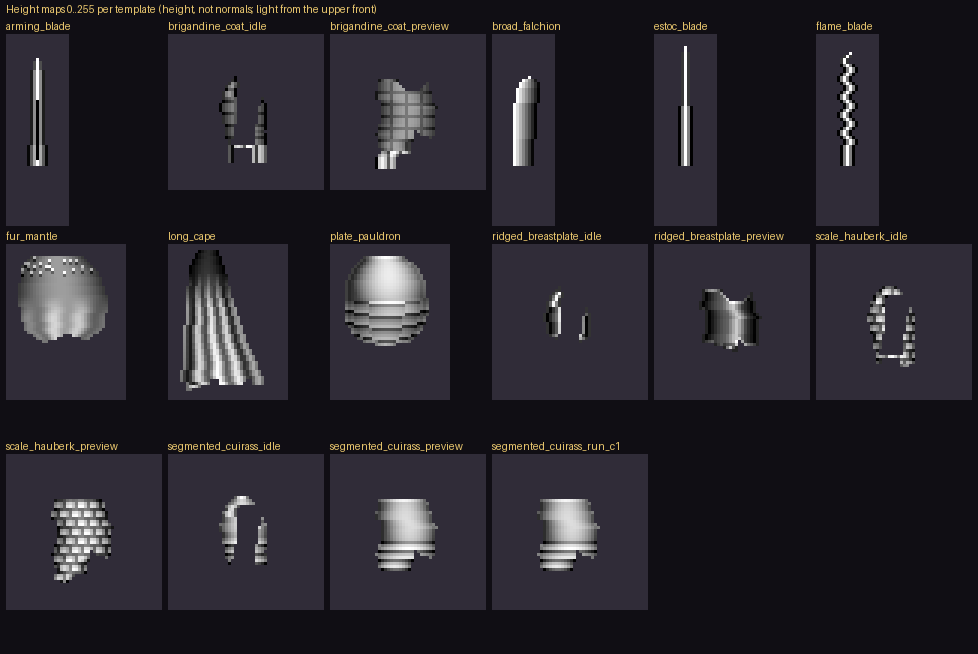 Height maps 0..255 per template (height, not normals; light from the upper front)
arming_blade brigandine_coat_idle brigandine_coat_preview broad_falchion estoc_blade flame_blade
fur_mantle long_cape plate_pauldron ridged_breastplate_idle ridged_breastplate_preview scale_hauberk_idle
scale_hauberk_preview segmented_cuirass_idle segmented_cuirass_preview segmented_cuirass_run_c1